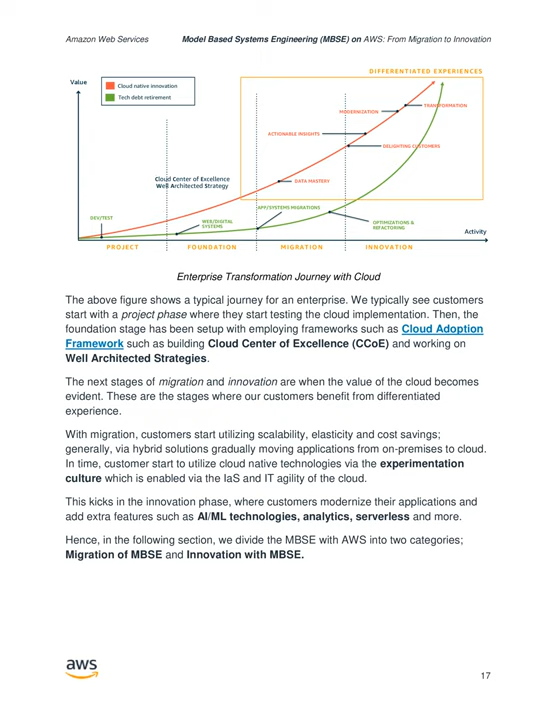 Amazon Web Services Model Based Systems Engineering (MBSE) on AWS: From Migration to Innovation
DIFFERENTIATED EXPERIENCES
Value
Cloud native innovation
Tech debt retirement
TRANSFORMATION
MODERNIZATION
ACTIONABLE INSIGHTS
DELIGHTING CUSTOMERS
Cloud Center of Excellence
Well Architected Strategy
DATA MASTERY
APP/SYSTEMS MIGRATIONS
DEV/TEST
WEB/DIGITAL
SYSTEMS
OPTIMIZATIONS &
REFACTORING
Activity
PROJECT FOUNDATION MIGRATION INNOVATION
Enterprise Transformation Journey with Cloud
The above figure shows a typical journey for an enterprise. We typically see customers
start with a project phase where they start testing the cloud implementation. Then, the
foundation stage has been setup with employing frameworks such as Cloud Adoption
Framework such as building Cloud Center of Excellence (CCoE) and working on
Well Architected Strategies.
The next stages of migration and innovation are when the value of the cloud becomes
evident. These are the stages where our customers benefit from differentiated
experience.
With migration, customers start utilizing scalability, elasticity and cost savings;
generally, via hybrid solutions gradually moving applications from on-premises to cloud.
In time, customer start to utilize cloud native technologies via the experimentation
culture which is enabled via the IaS and IT agility of the cloud.
This kicks in the innovation phase, where customers modernize their applications and
add extra features such as AI/ML technologies, analytics, serverless and more.
Hence, in the following section, we divide the MBSE with AWS into two categories;
Migration of MBSE and Innovation with MBSE.
aws
17